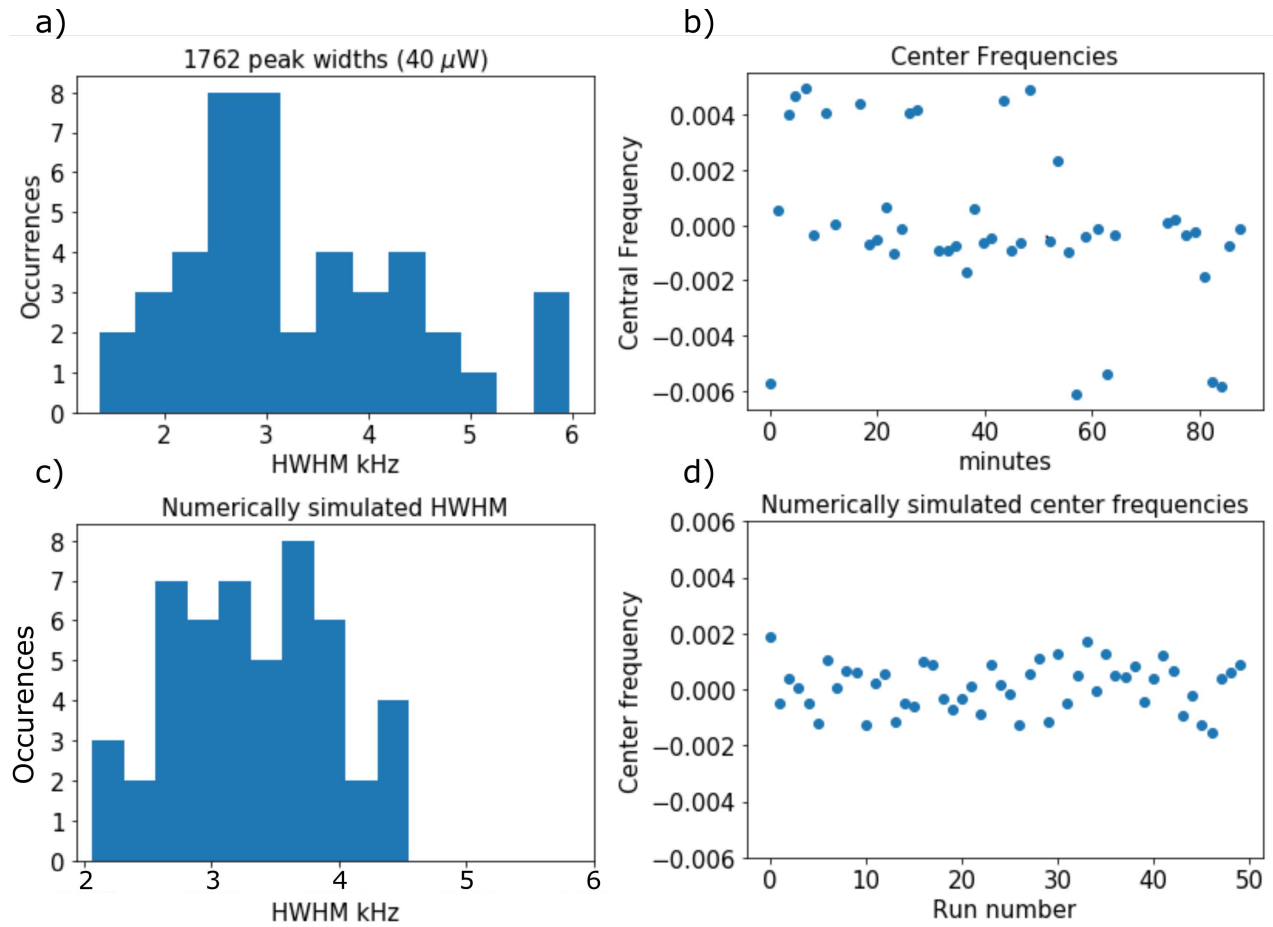 a)
1762 peak widths (40 μW)
8
7
6
5
4
3
2
1
0
Occurrences
2 3 4 5 6
HWHM kHz
b)
Center Frequencies
0.004
0.002
0.000
−0.002
−0.004
−0.006
Central Frequency
0 20 40 60 80
minutes
c)
Numerically simulated HWHM
8
7
6
5
4
3
2
1
0
Occurences
2 3 4 5 6
HWHM kHz
d)
Numerically simulated center frequencies
0.006
0.004
0.002
0.000
−0.002
−0.004
−0.006
Center frequency
0 10 20 30 40 50
Run number